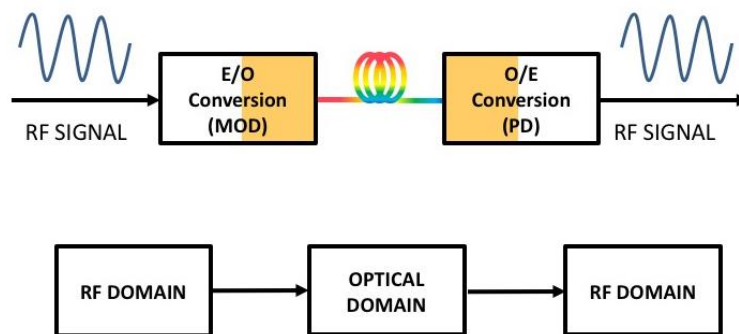 E/O
Conversion
(MOD)
O/E
Conversion
(PD)
RF SIGNAL
RF SIGNAL
RF DOMAIN
OPTICAL
DOMAIN
RF DOMAIN